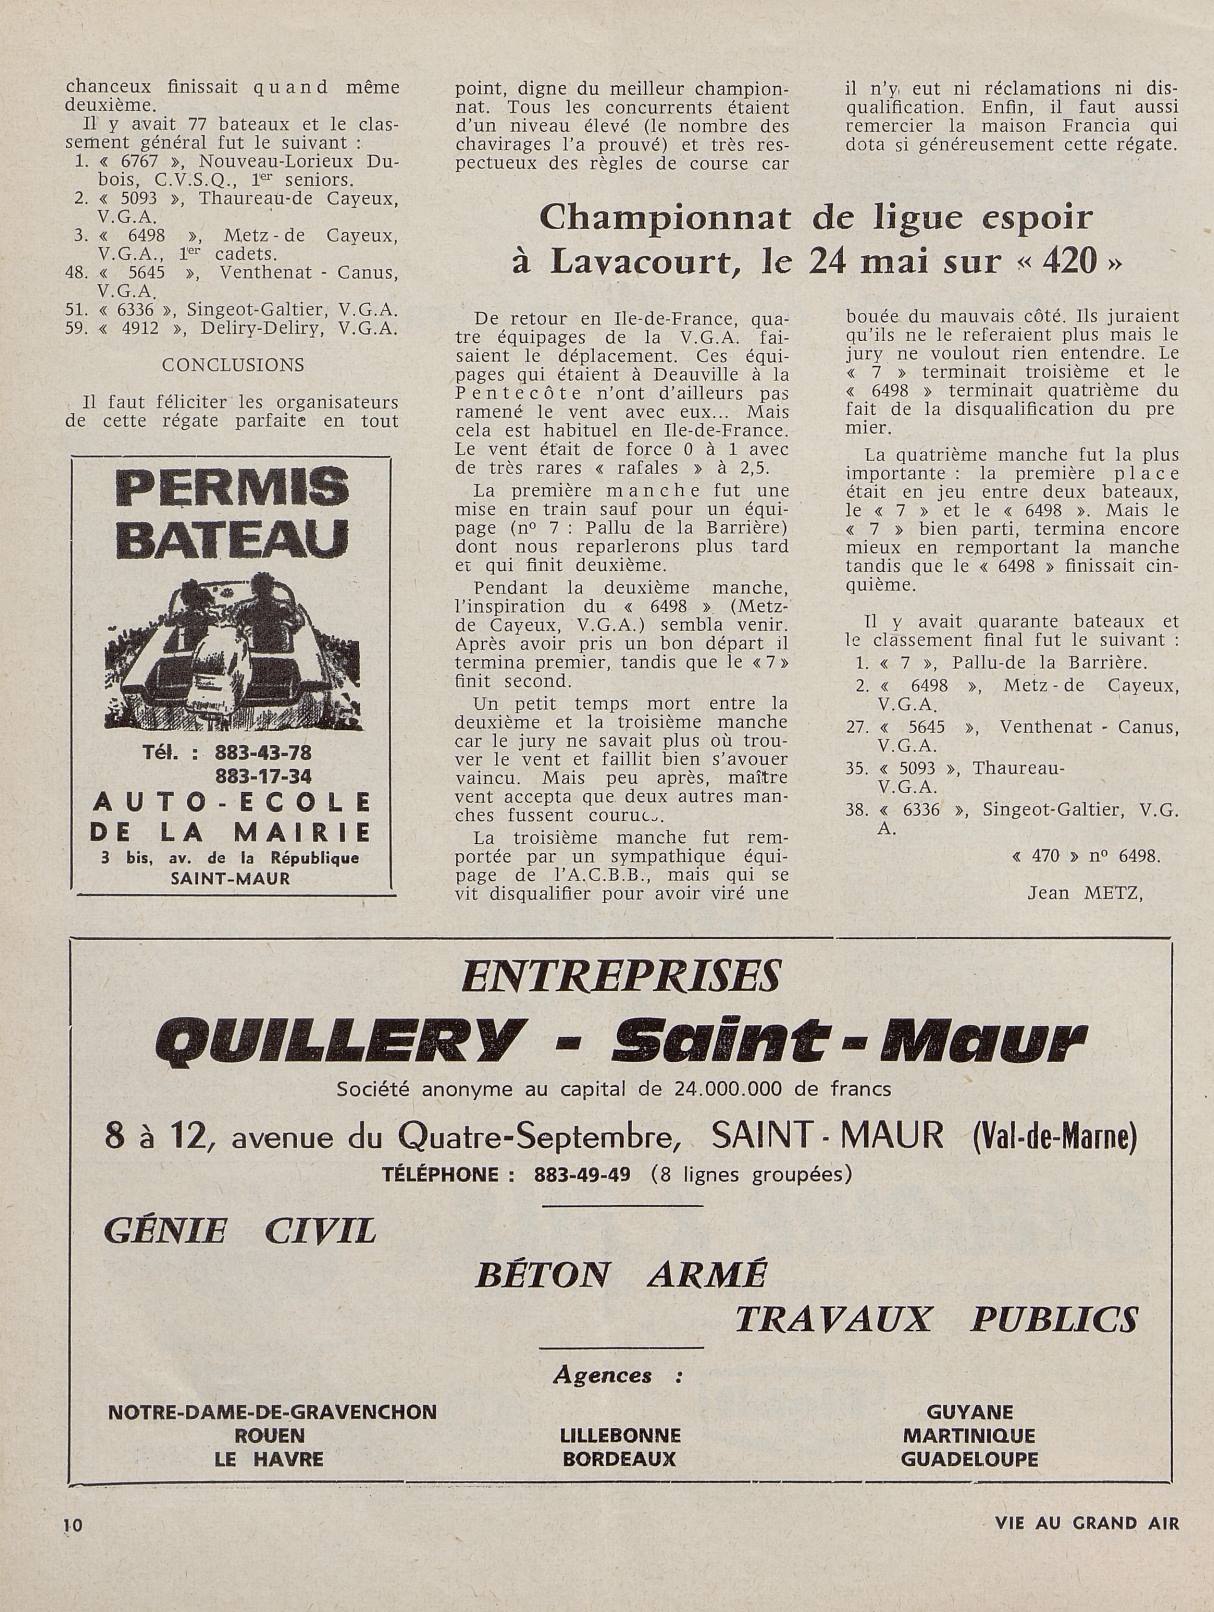 chanceux finissait quand même
deuxième.
Il y avait 77 bateaux et le clas-
sement général fut le suivant :
1. « 6767 », Nouveau-Lorieux Du-
bois, C.V.S.Q., 1er seniors.
2. « 5093 », Thaureau-de Cayeux,
V.G.A.
3. « 6498 », Metz-de Cayeux,
V.G.A., 1er cadets.
48. « 5645 », Venthenat - Canus,
V.G.A.
51. « 6336 », Singeot-Galtier, V.G.A.
59. « 4912 », Deliry-Deliry, V.G.A.
CONCLUSIONS
Il faut féliciter les organisateurs
de cette régate parfaite en tout
point, digne du meilleur champion-
nat. Tous les concurrents étaient
d'un niveau élevé (le nombre des
chavirages l'a prouvé) et très res-
pectueux des règles de course car
il n'y eut ni réclamations ni dis-
qualification. Enfin, il faut aussi
remercier la maison Francia qui
dota si généreusement cette régate.
Championnat de ligue espoir
à Lavacourt, le 24 mai sur « 420 »
De retour en Ile-de-France, qua-
tre équipages de la V.G.A. fai-
saient le déplacement. Ces équi-
pages qui étaient à Deauville à la
Pentecôte n'ont d'ailleurs pas
ramené le vent avec eux... Mais
cela est habituel en Ile-de-France.
Le vent était de force 0 à 1 avec
de très rares « rafales » à 2,5.
La première manche fut une
mise en train sauf pour un équi-
page (nº 7 : Pallu de la Barrière)
dont nous reparlerons plus tard
et qui finit deuxième.
Pendant la deuxième manche,
l'inspiration du « 6498 » (Metz-
de Cayeux, V.G.A.) sembla venir.
Après avoir pris un bon départ il
termina premier, tandis que le «7»
finit second.
Un petit temps mort entre la
deuxième et la troisième manche
car le jury ne savait plus où trou-
ver le vent et faillit bien s'avouer
vaincu. Mais peu après, maître
vent accepta que deux autres man-
ches fussent
La troisième manche fut rem-
portée par un sympathique équi-
page de l'A.C.B.B., mais qui se
vit disqualifier pour avoir viré une
bouée du mauvais côté. Ils juraient
qu'ils ne le referaient plus mais le
jury ne voulout rien entendre. Le
« 7 » terminait troisième et le
« 6498 » terminait quatrième du
fait de la disqualification du pre
mier.
La quatrième manche fut la plus
importante : la première place
était en jeu entre deux bateaux,
le « 7 » et le « 6498 ». Mais le
« 7 » bien parti, termina encore
mieux en remportant la manche
tandis que le « 6498 » finissait cin-
quième.
Il y avait quarante bateaux et
le classement final fut le suivant :
1. « 7 », Pallu-de la Barrière.
2. « 6498 », Metz-de Cayeux,
V.G.A.
27. « 5645 », Venthenat - Canus,
V.G.A.
35. « 5093 », Thaureau-
V.G.A.
38. « 6336 », Singeot-Galtier, V.G.
A.
« 470 » nº 6498.
Jean METZ,
PERMIS
BATEAU
Tél. : 883-43-78
883-17-34
AUTO-ECOLE
DE LA MAIRIE
3 bis, av. de la République
SAINT-MAUR
ENTREPRISES
QUILLERY - Saint-Maur
Société anonyme au capital de 24.000.000 de francs
8 à 12, avenue du Quatre-Septembre, SAINT-MAUR (Val-de-Marne)
TÉLÉPHONE : 883-49-49 (8 lignes groupées)
GÉNIE CIVIL
BÉTON ARMÉ
TRAVAUX PUBLICS
Agences :
NOTRE-DAME-DE-GRAVENCHON
ROUEN
LE HAVRE
LILLEBONNE
BORDEAUX
GUYANE
MARTINIQUE
GUADELOUPE
10
VIE AU GRAND AIR